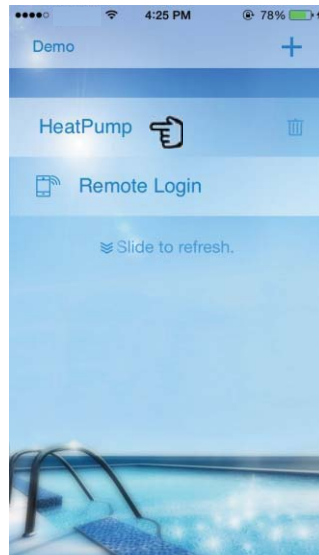 4:25 PM 78%
Demo +
HeatPump
Remote Login
Slide to refresh.